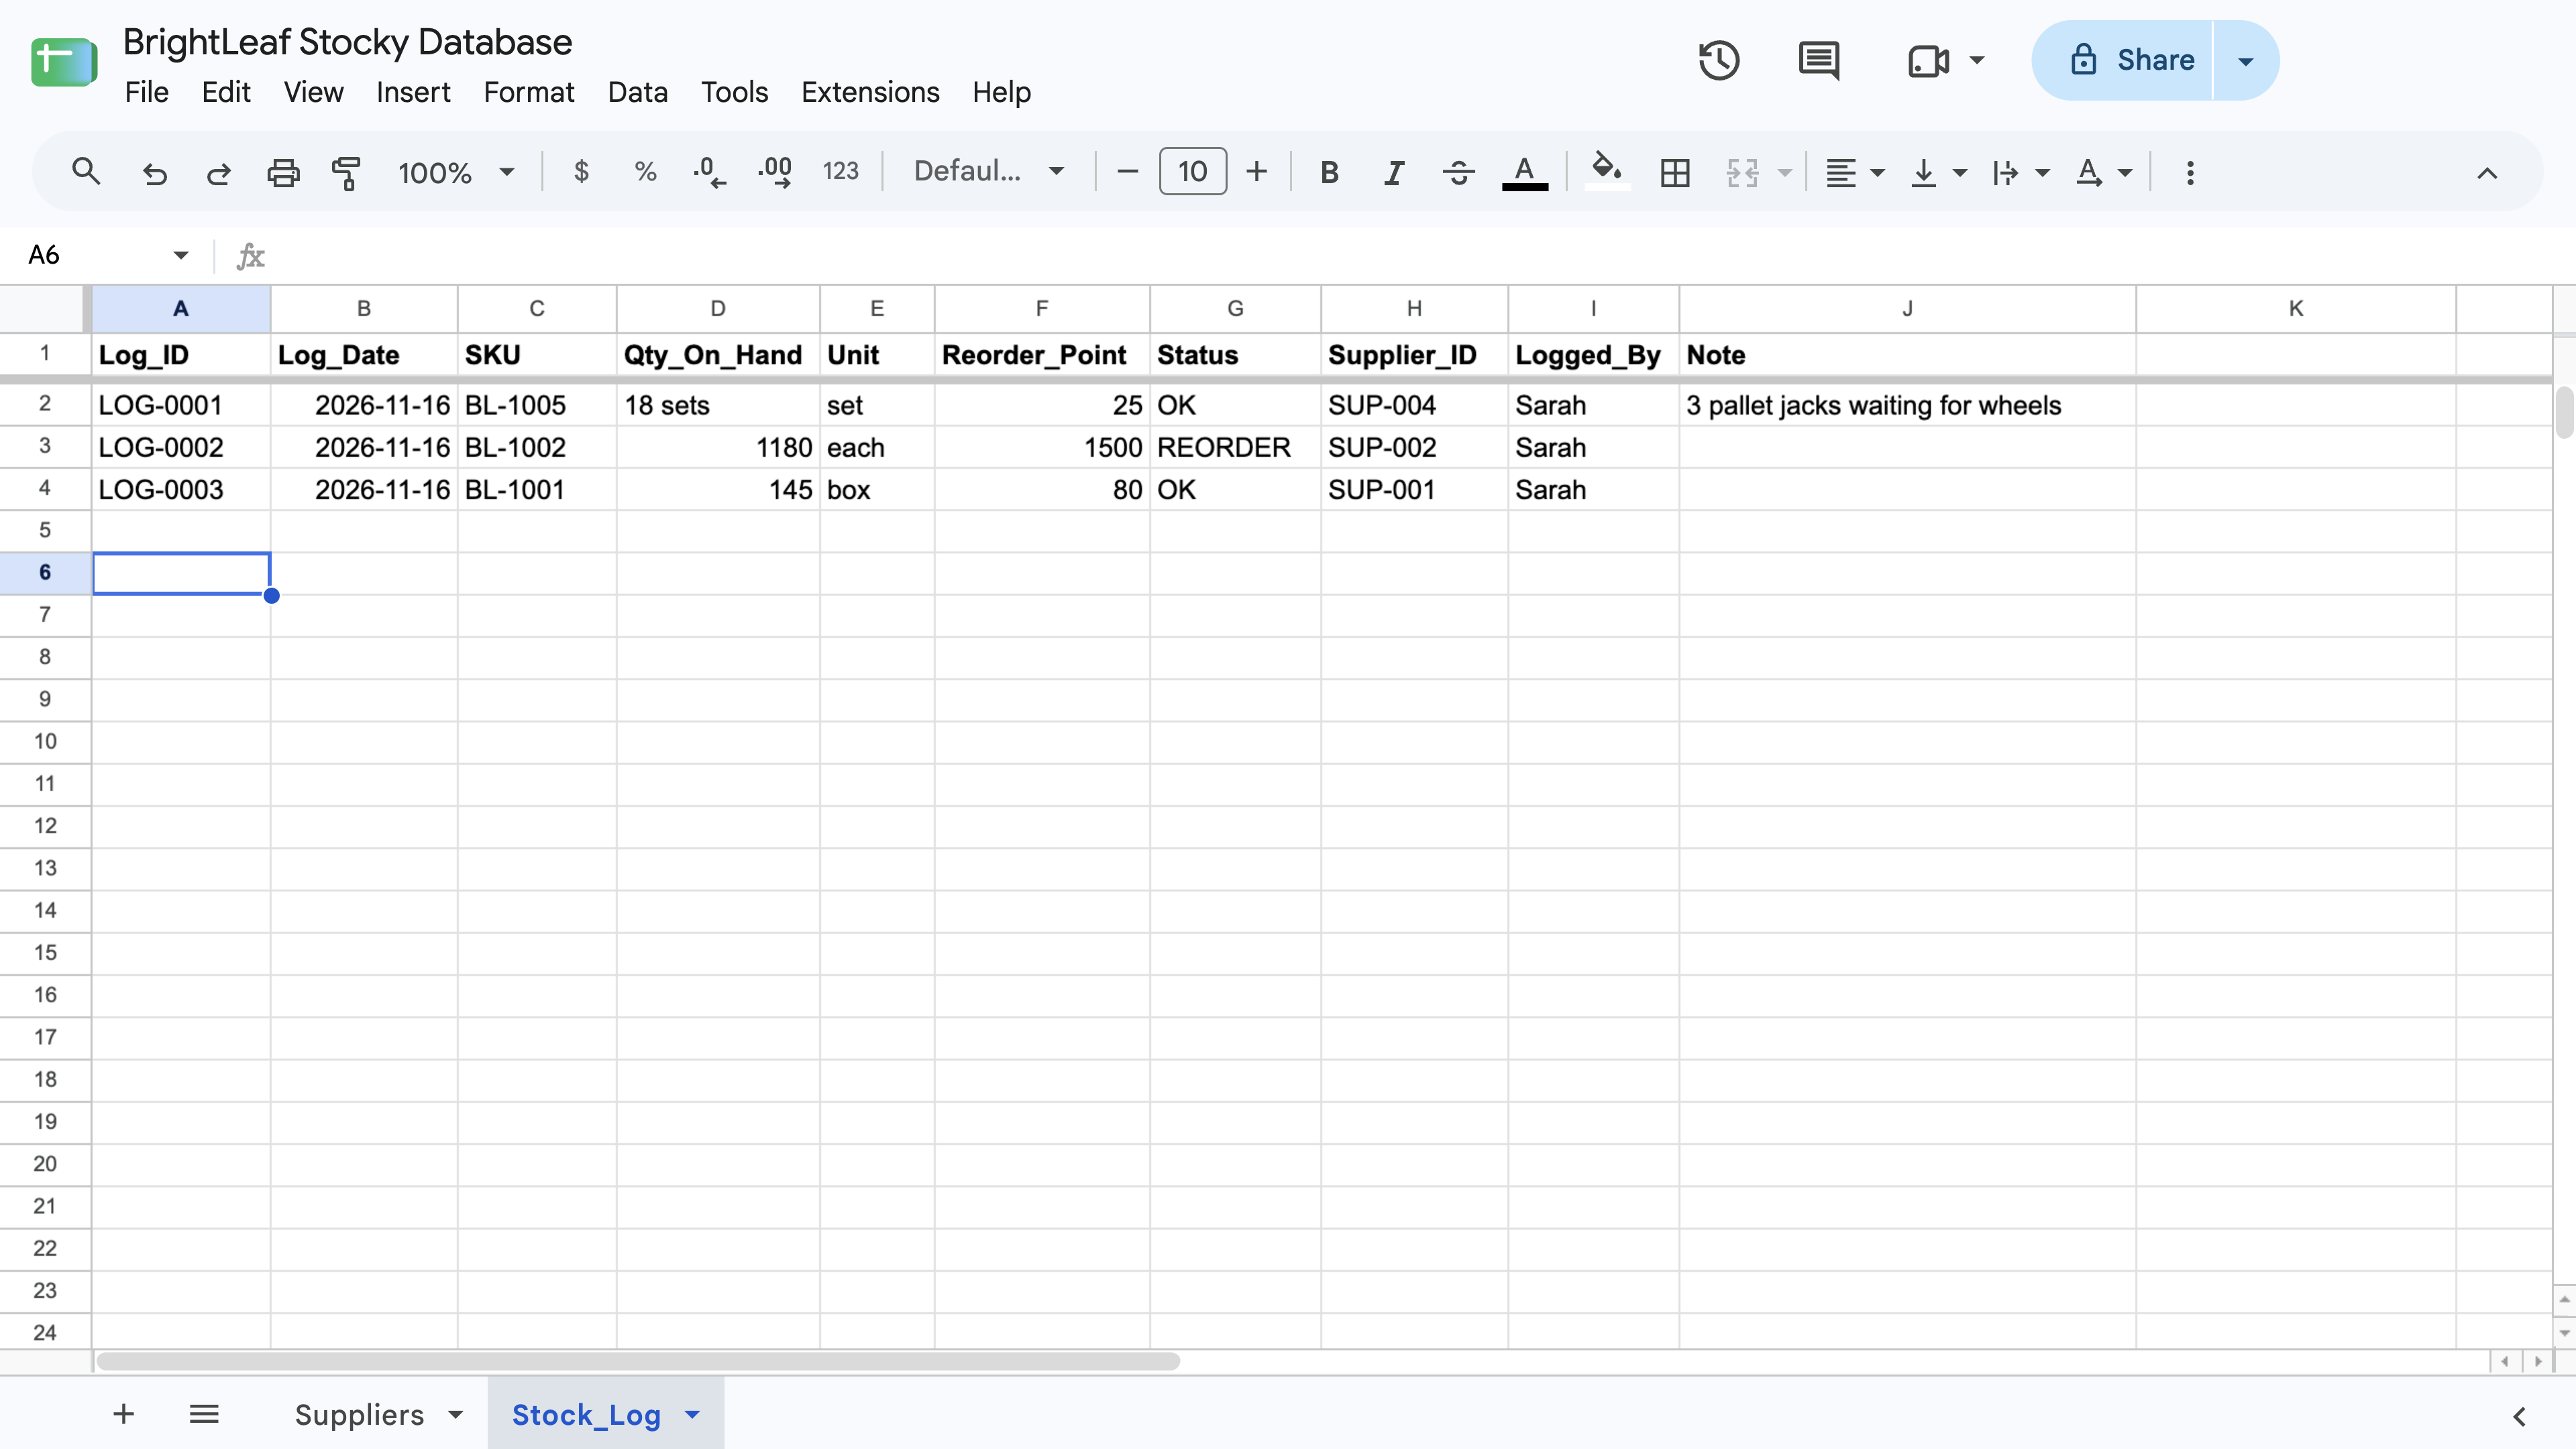 BrightLeaf Stocky Database
File Edit View Insert Format Data Tools Extensions Help
Share
100% $ % .0 .00 123 Defaul... 10 B I A A
A6 fx
A B C D E F G H I J K
1 Log_ID Log_Date SKU Qty_On_Hand Unit Reorder_Point Status Supplier_ID Logged_By Note
2 LOG-0001 2026-11-16 BL-1005 18 sets set 25 OK SUP-004 Sarah 3 pallet jacks waiting for wheels
3 LOG-0002 2026-11-16 BL-1002 1180 each 1500 REORDER SUP-002 Sarah
4 LOG-0003 2026-11-16 BL-1001 145 box 80 OK SUP-001 Sarah
5
6
7
8
9
10
11
12
13
14
15
16
17
18
19
20
21
22
23
24
Suppliers Stock_Log